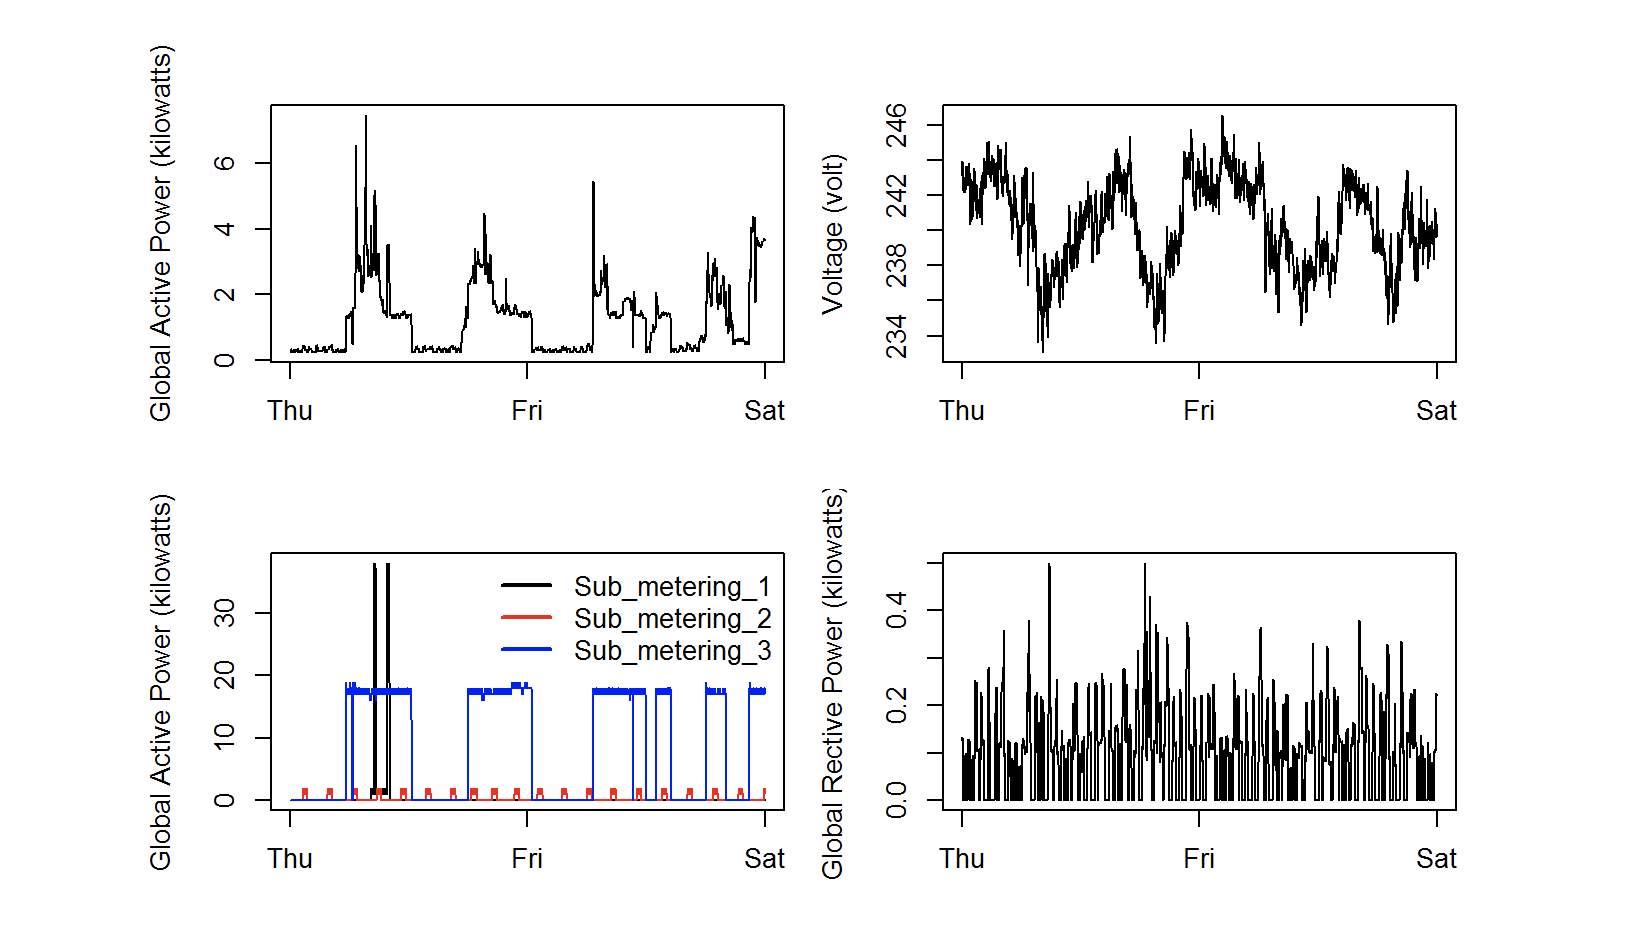 Global Active Power (kilowatts)
6
4
2
0
Thu Fri Sat
Voltage (volt)
246
242
238
234
Thu Fri Sat
Global Active Power (kilowatts)
30
20
10
0
Sub_metering_1
Sub_metering_2
Sub_metering_3
Thu Fri Sat
Global Rective Power (kilowatts)
0.4
0.2
0.0
Thu Fri Sat